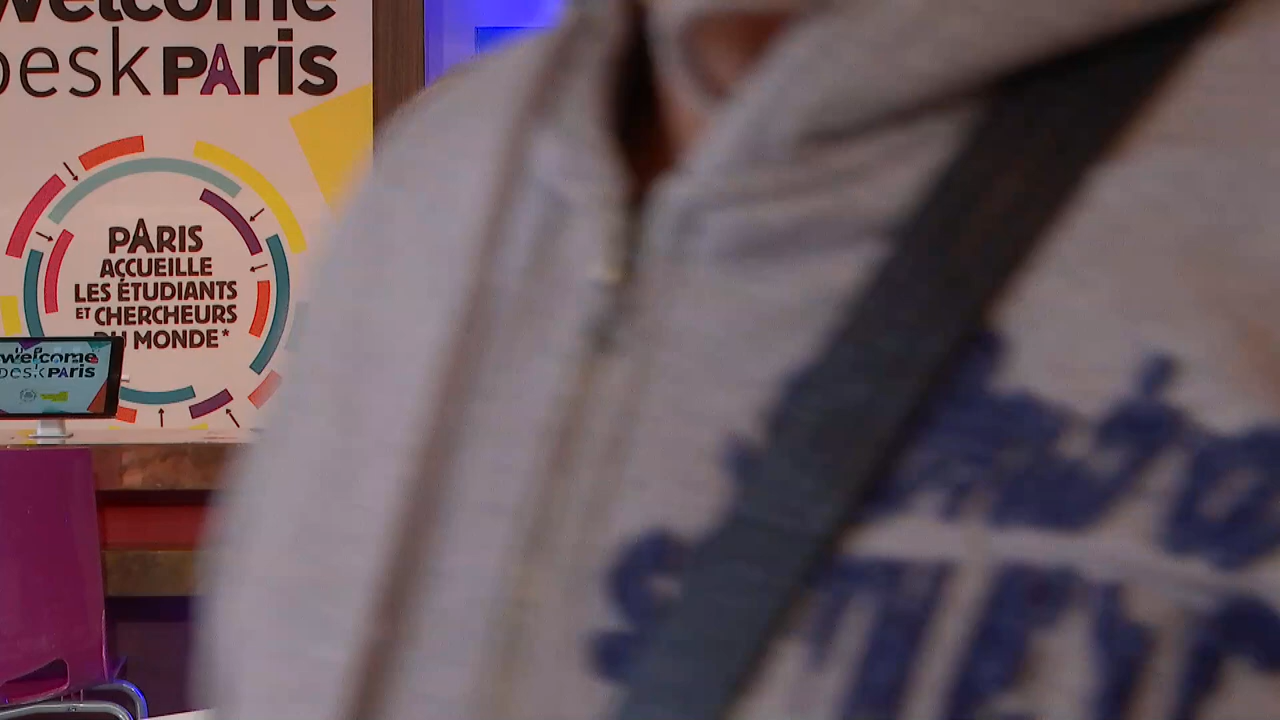 welcome
desk PARIS
PARIS
ACCUEILLE
LES ÉTUDIANTS
ET CHERCHEURS
DU MONDE*
welcome
desk PARIS